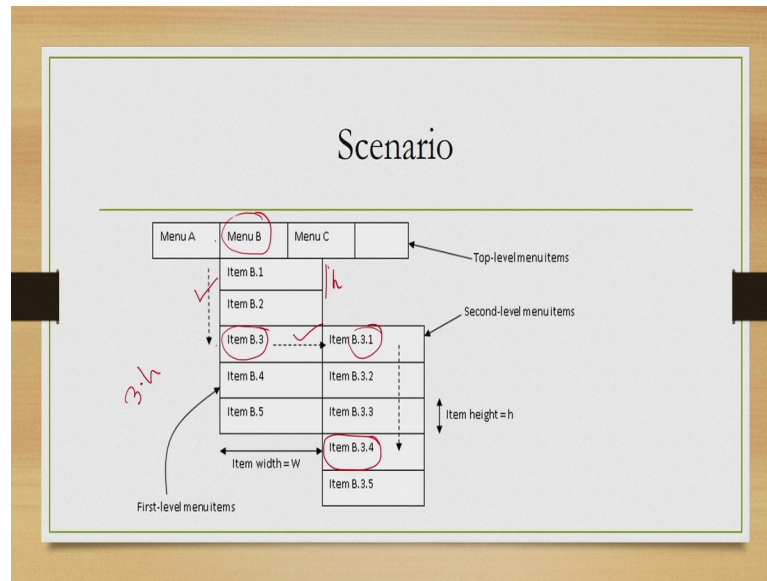 Scenario
Menu A
Menu B
Menu C
Top-level menu items
Item B.1
h
Item B.2
Second-level menu items
Item B.3
Item B.3.1
3.h
Item B.4
Item B.3.2
Item B.5
Item B.3.3
Item height = h
Item B.3.4
Item width = W
Item B.3.5
First-level menu items